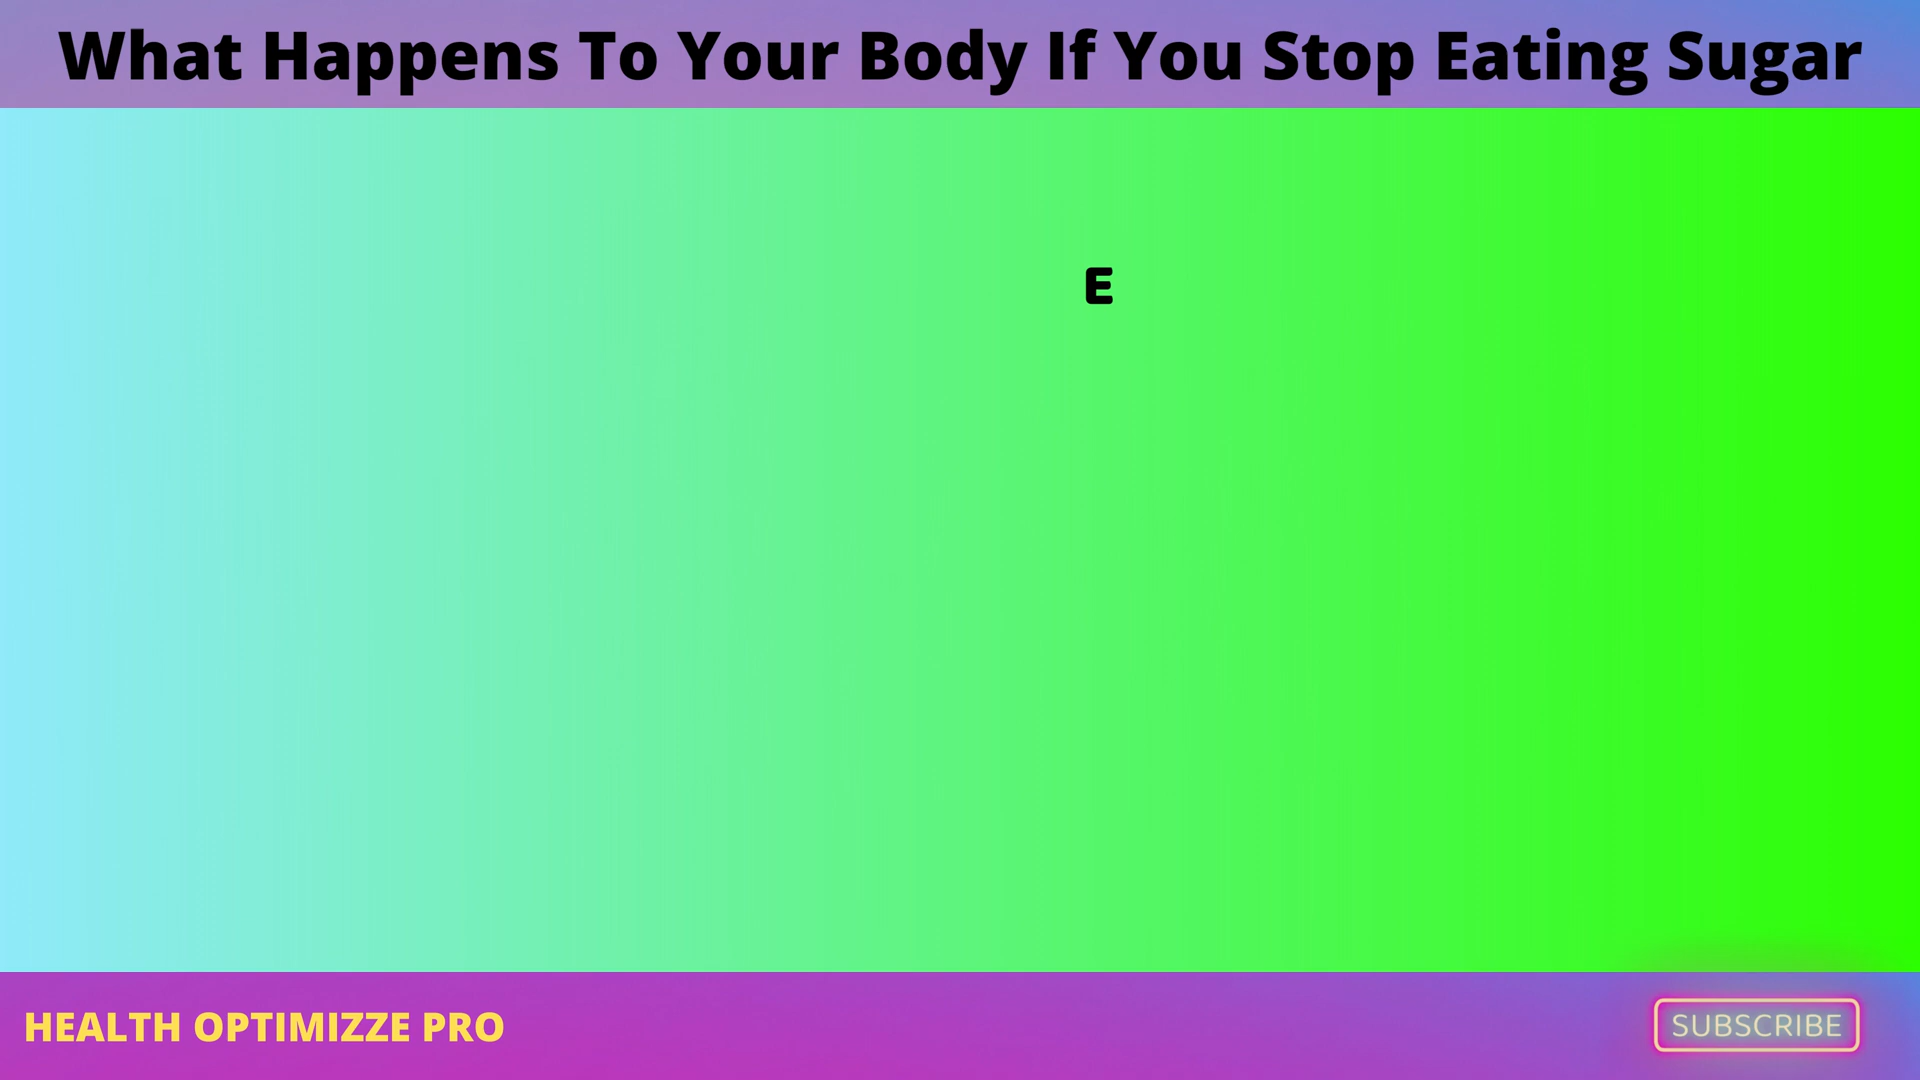 What Happens To Your Body If You Stop Eating Sugar
E
HEALTH OPTIMIZZE PRO
SUBSCRIBE